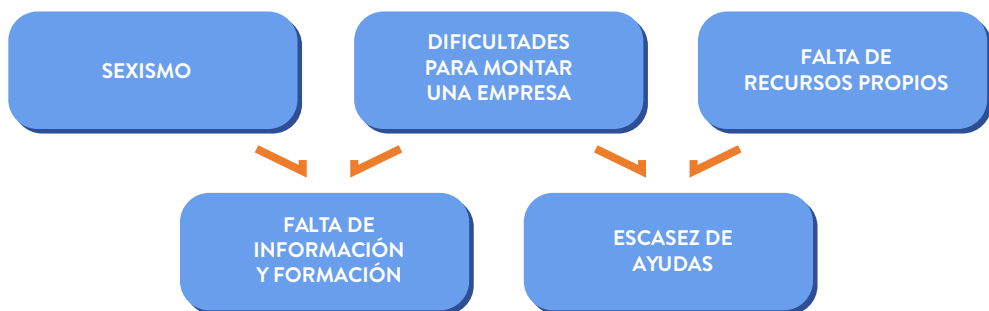 SEXISMO
DIFICULTADES
PARA MONTAR
UNA EMPRESA
FALTA DE
RECURSOS PROPIOS
FALTA DE
INFORMACIÓN
Y FORMACIÓN
ESCASEZ DE
AYUDAS